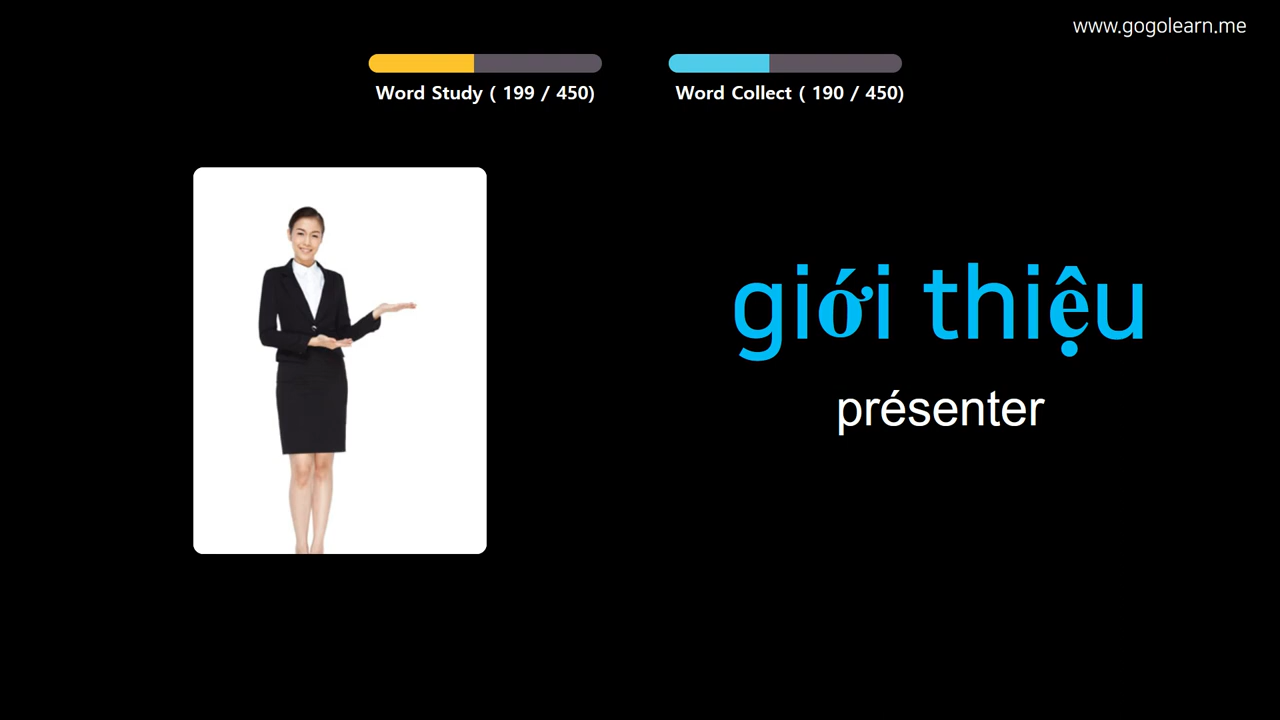 www.gogolearn.me
Word Study ( 199 / 450)
Word Collect ( 190 / 450)
giới thiệu
présenter